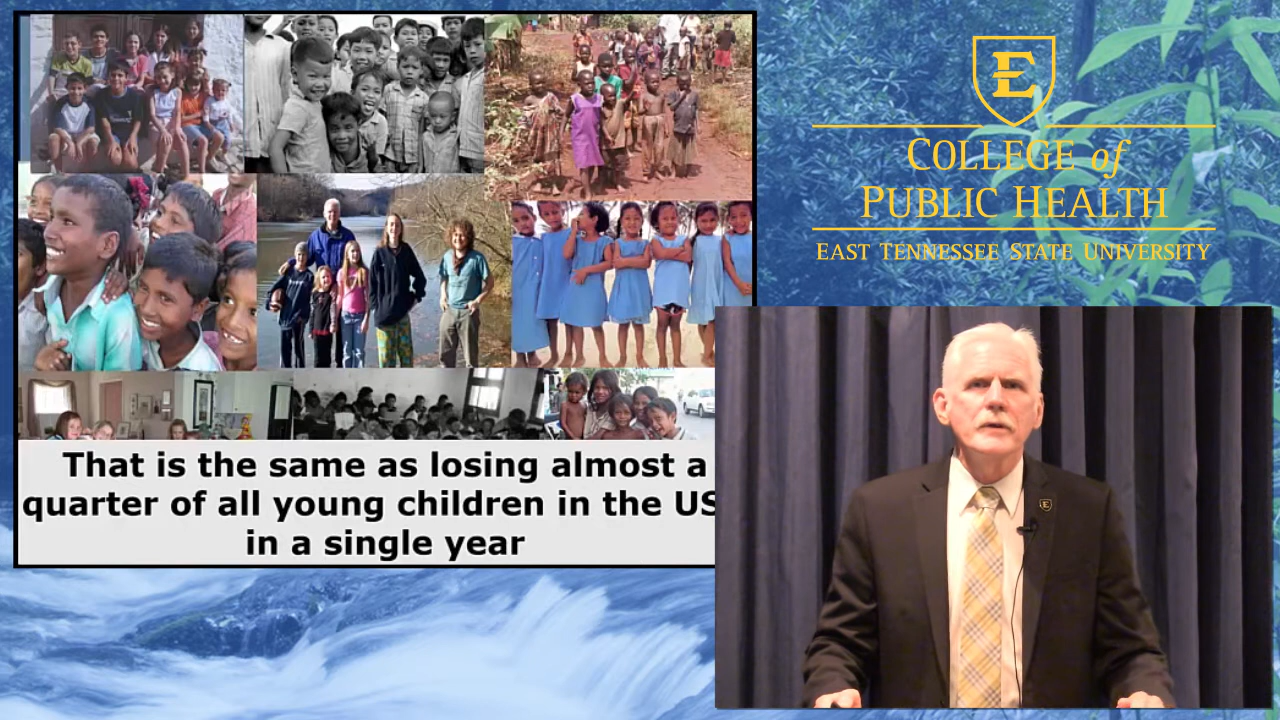 E
COLLEGE of
PUBLIC HEALTH
EAST TENNESSEE STATE UNIVERSITY
That is the same as losing almost a
quarter of all young children in the US
in a single year
E